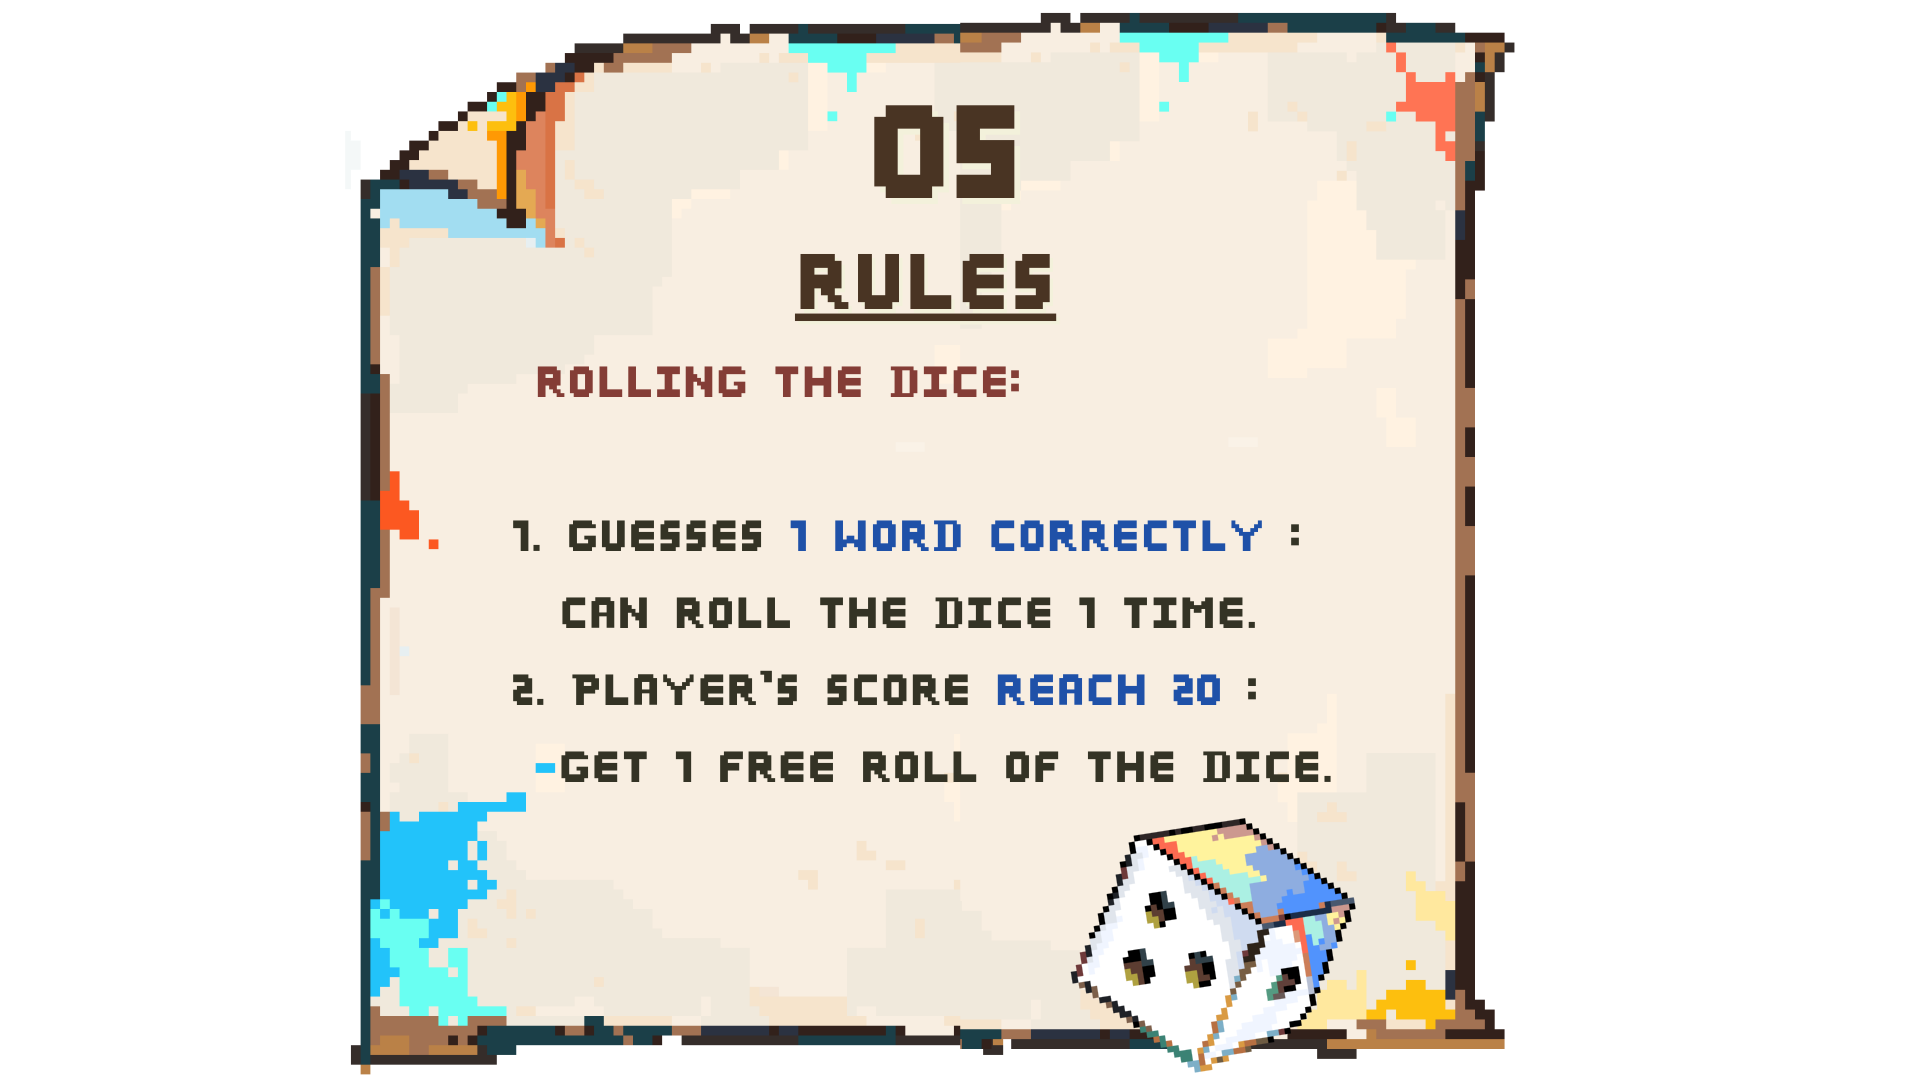 05
RULES
ROLLING THE DICE:
1. GUESSES 1 WORD CORRECTLY :
CAN ROLL THE DICE 1 TIME.
2. PLAYER'S SCORE REACH 20 :
-GET 1 FREE ROLL OF THE DICE.